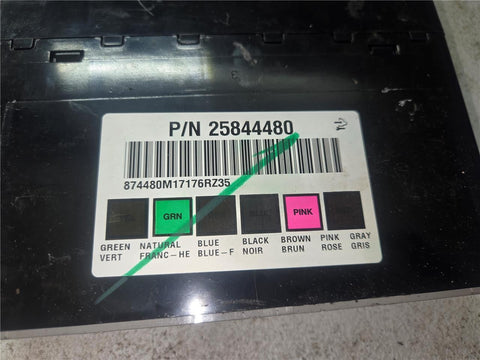 P/N 25844480
874480M17176RZ35
GRN PINK
GREEN NATURAL BLUE BLACK BROWN PINK GRAY
VERT FRANC-HE BLUE-F NOIR BRUN ROSE GRIS